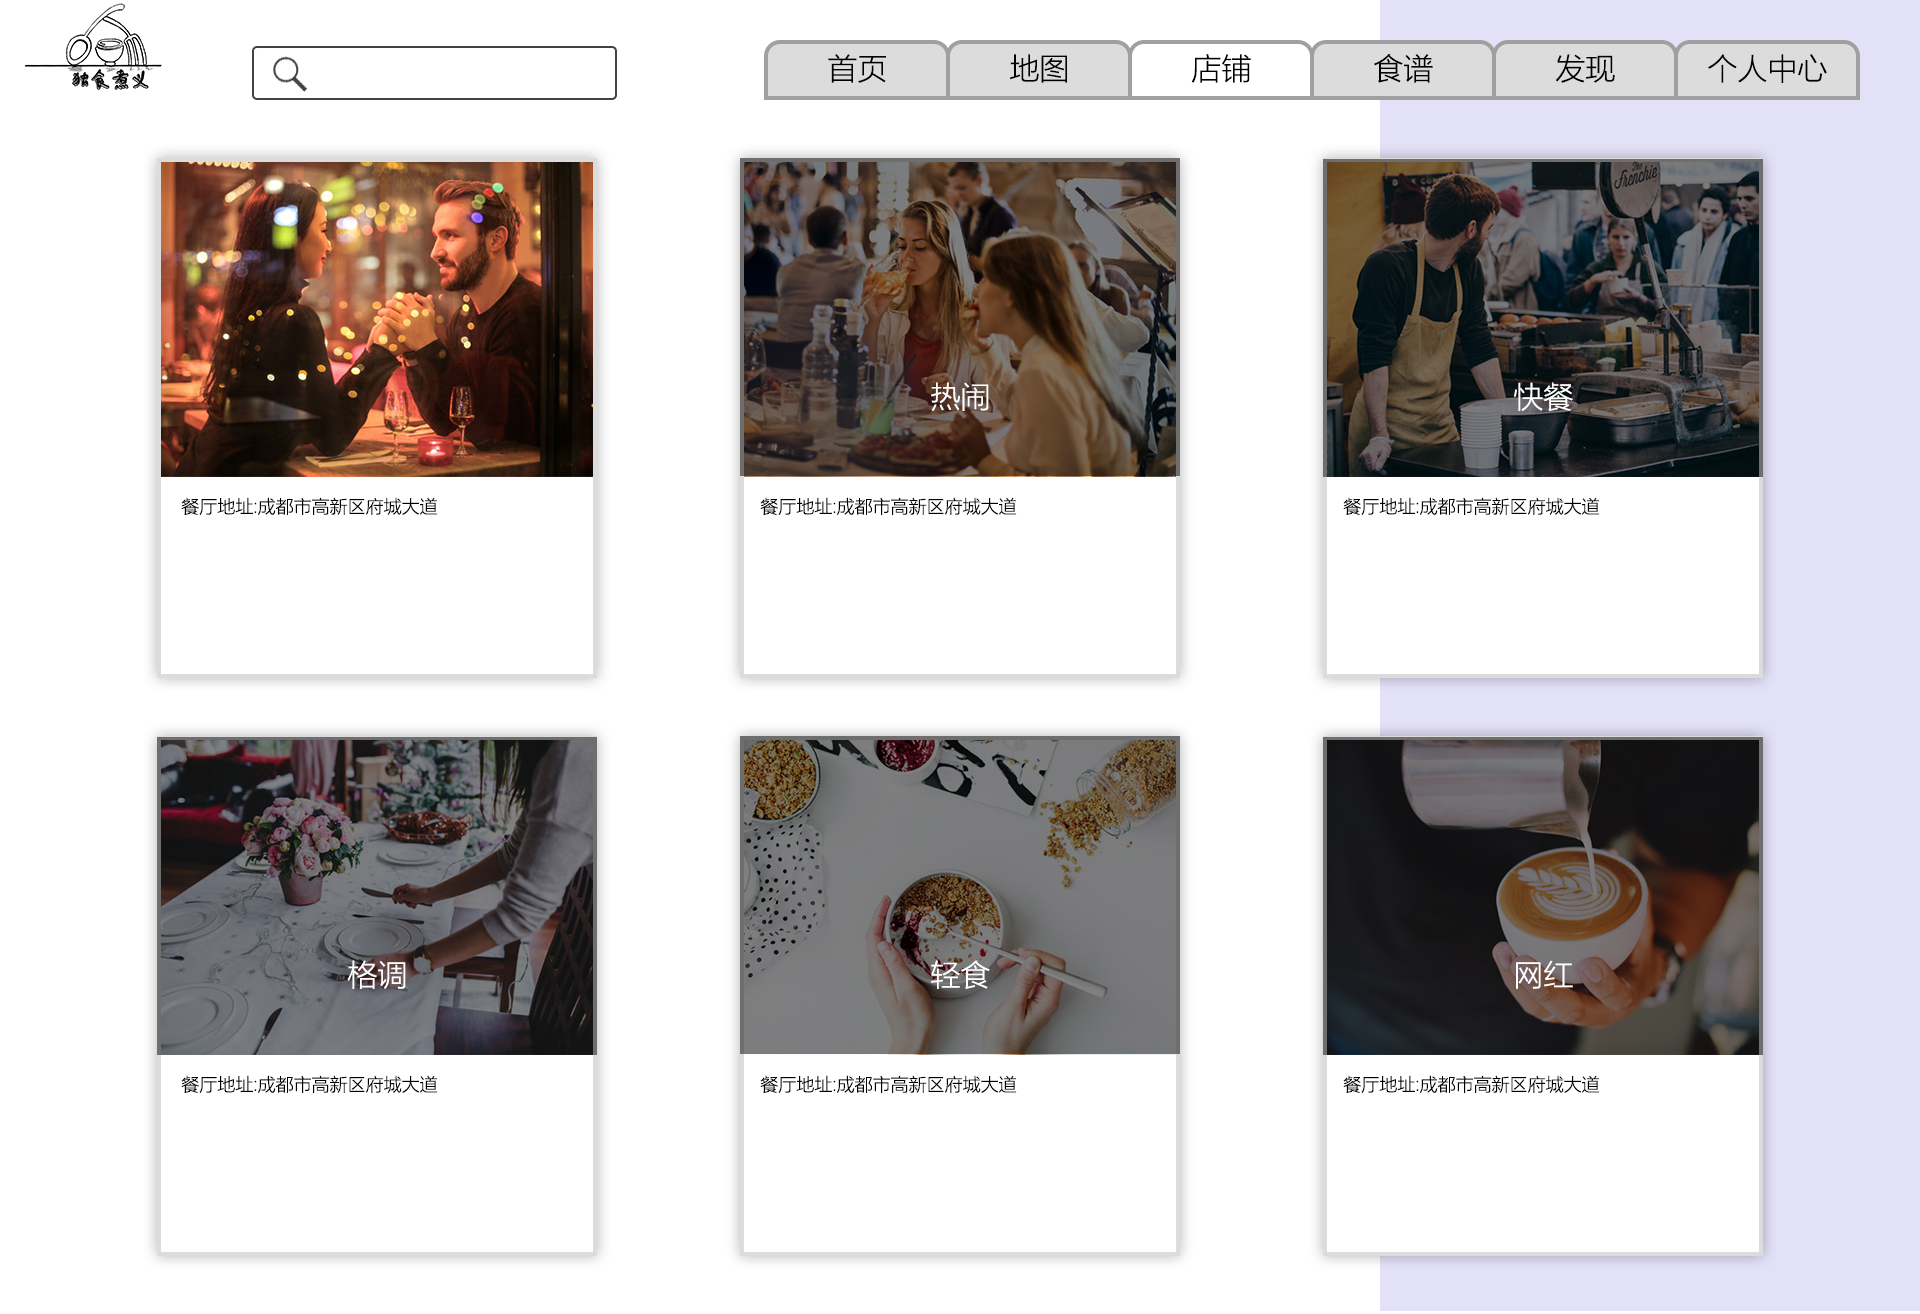 独食煮义
首页
地图
店铺
食谱
发现
个人中心
The
Frenchie
热闹
快餐
餐厅地址:成都市高新区府城大道
餐厅地址:成都市高新区府城大道
餐厅地址:成都市高新区府城大道
格调
轻食
网红
餐厅地址:成都市高新区府城大道
餐厅地址:成都市高新区府城大道
餐厅地址:成都市高新区府城大道